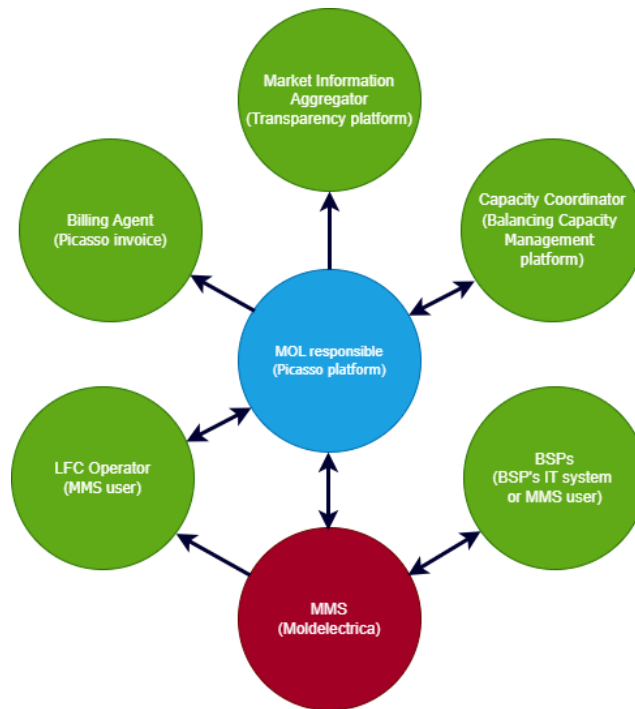 Market Information
Aggregator
(Transparency platform)
Billing Agent
(Picasso invoice)
Capacity Coordinator
(Balancing Capacity
Management
platform)
MOL responsible
(Picasso platform)
LFC Operator
(MMS user)
BSPs
(BSP's IT system
or MMS user)
MMS
(Moldelectrica)